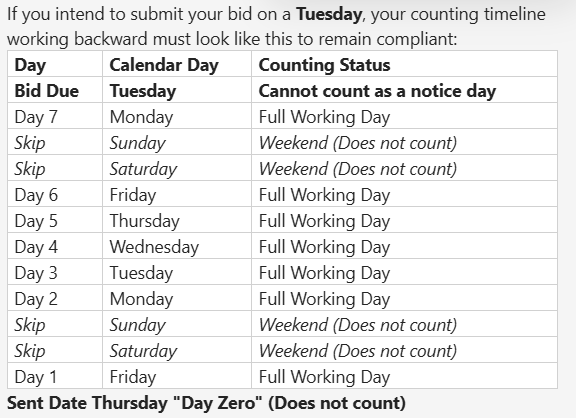 If you intend to submit your bid on a Tuesday, your counting timeline
working backward must look like this to remain compliant:
Day Calendar Day Counting Status
Bid Due Tuesday Cannot count as a notice day
Day 7 Monday Full Working Day
Skip Sunday Weekend (Does not count)
Skip Saturday Weekend (Does not count)
Day 6 Friday Full Working Day
Day 5 Thursday Full Working Day
Day 4 Wednesday Full Working Day
Day 3 Tuesday Full Working Day
Day 2 Monday Full Working Day
Skip Sunday Weekend (Does not count)
Skip Saturday Weekend (Does not count)
Day 1 Friday Full Working Day
Sent Date Thursday "Day Zero" (Does not count)